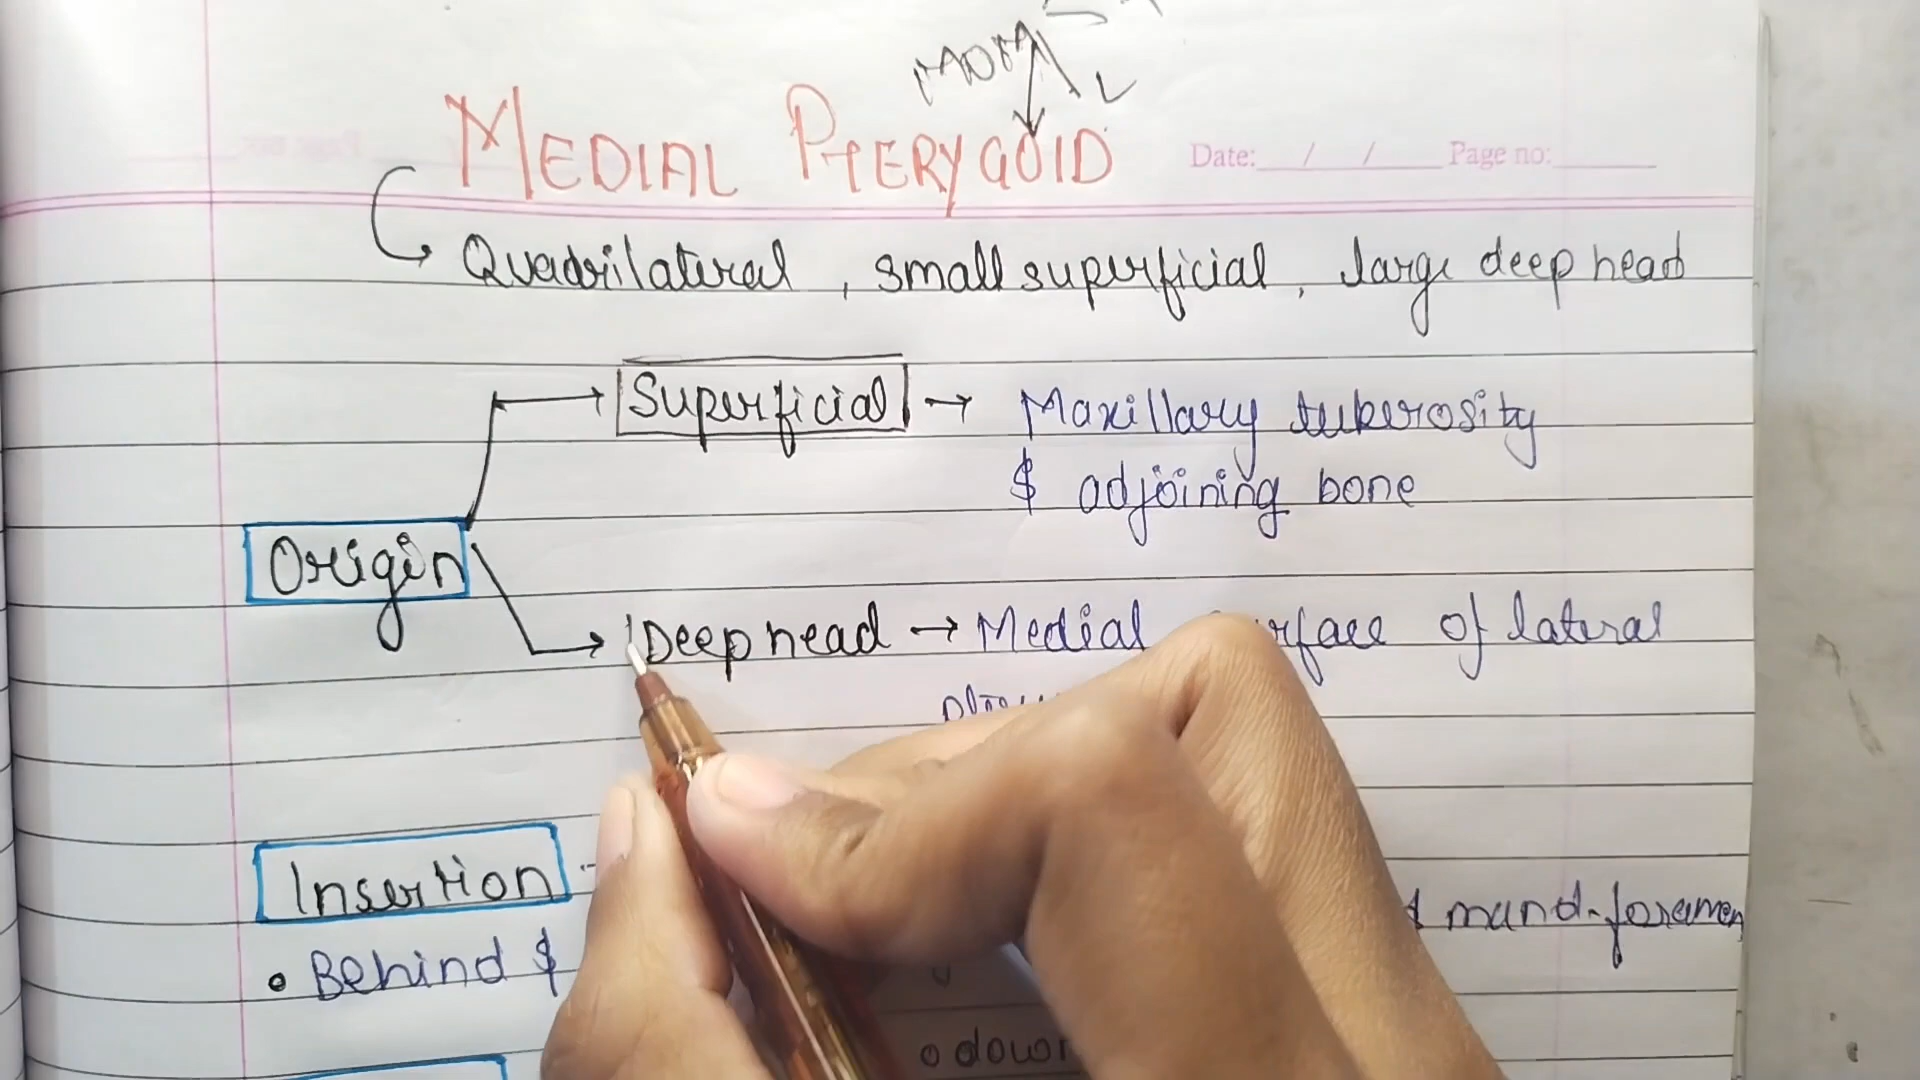 MEDIAL PTERYGOID
Date: / / Page no:
Quadrilateral , small superficial, large deep head
Superficial → Maxillary tuberosity
$ adjoining bone
Origin
Deep head → Medial of lateral
Insertion
mand. foramen
• Behind $
o down